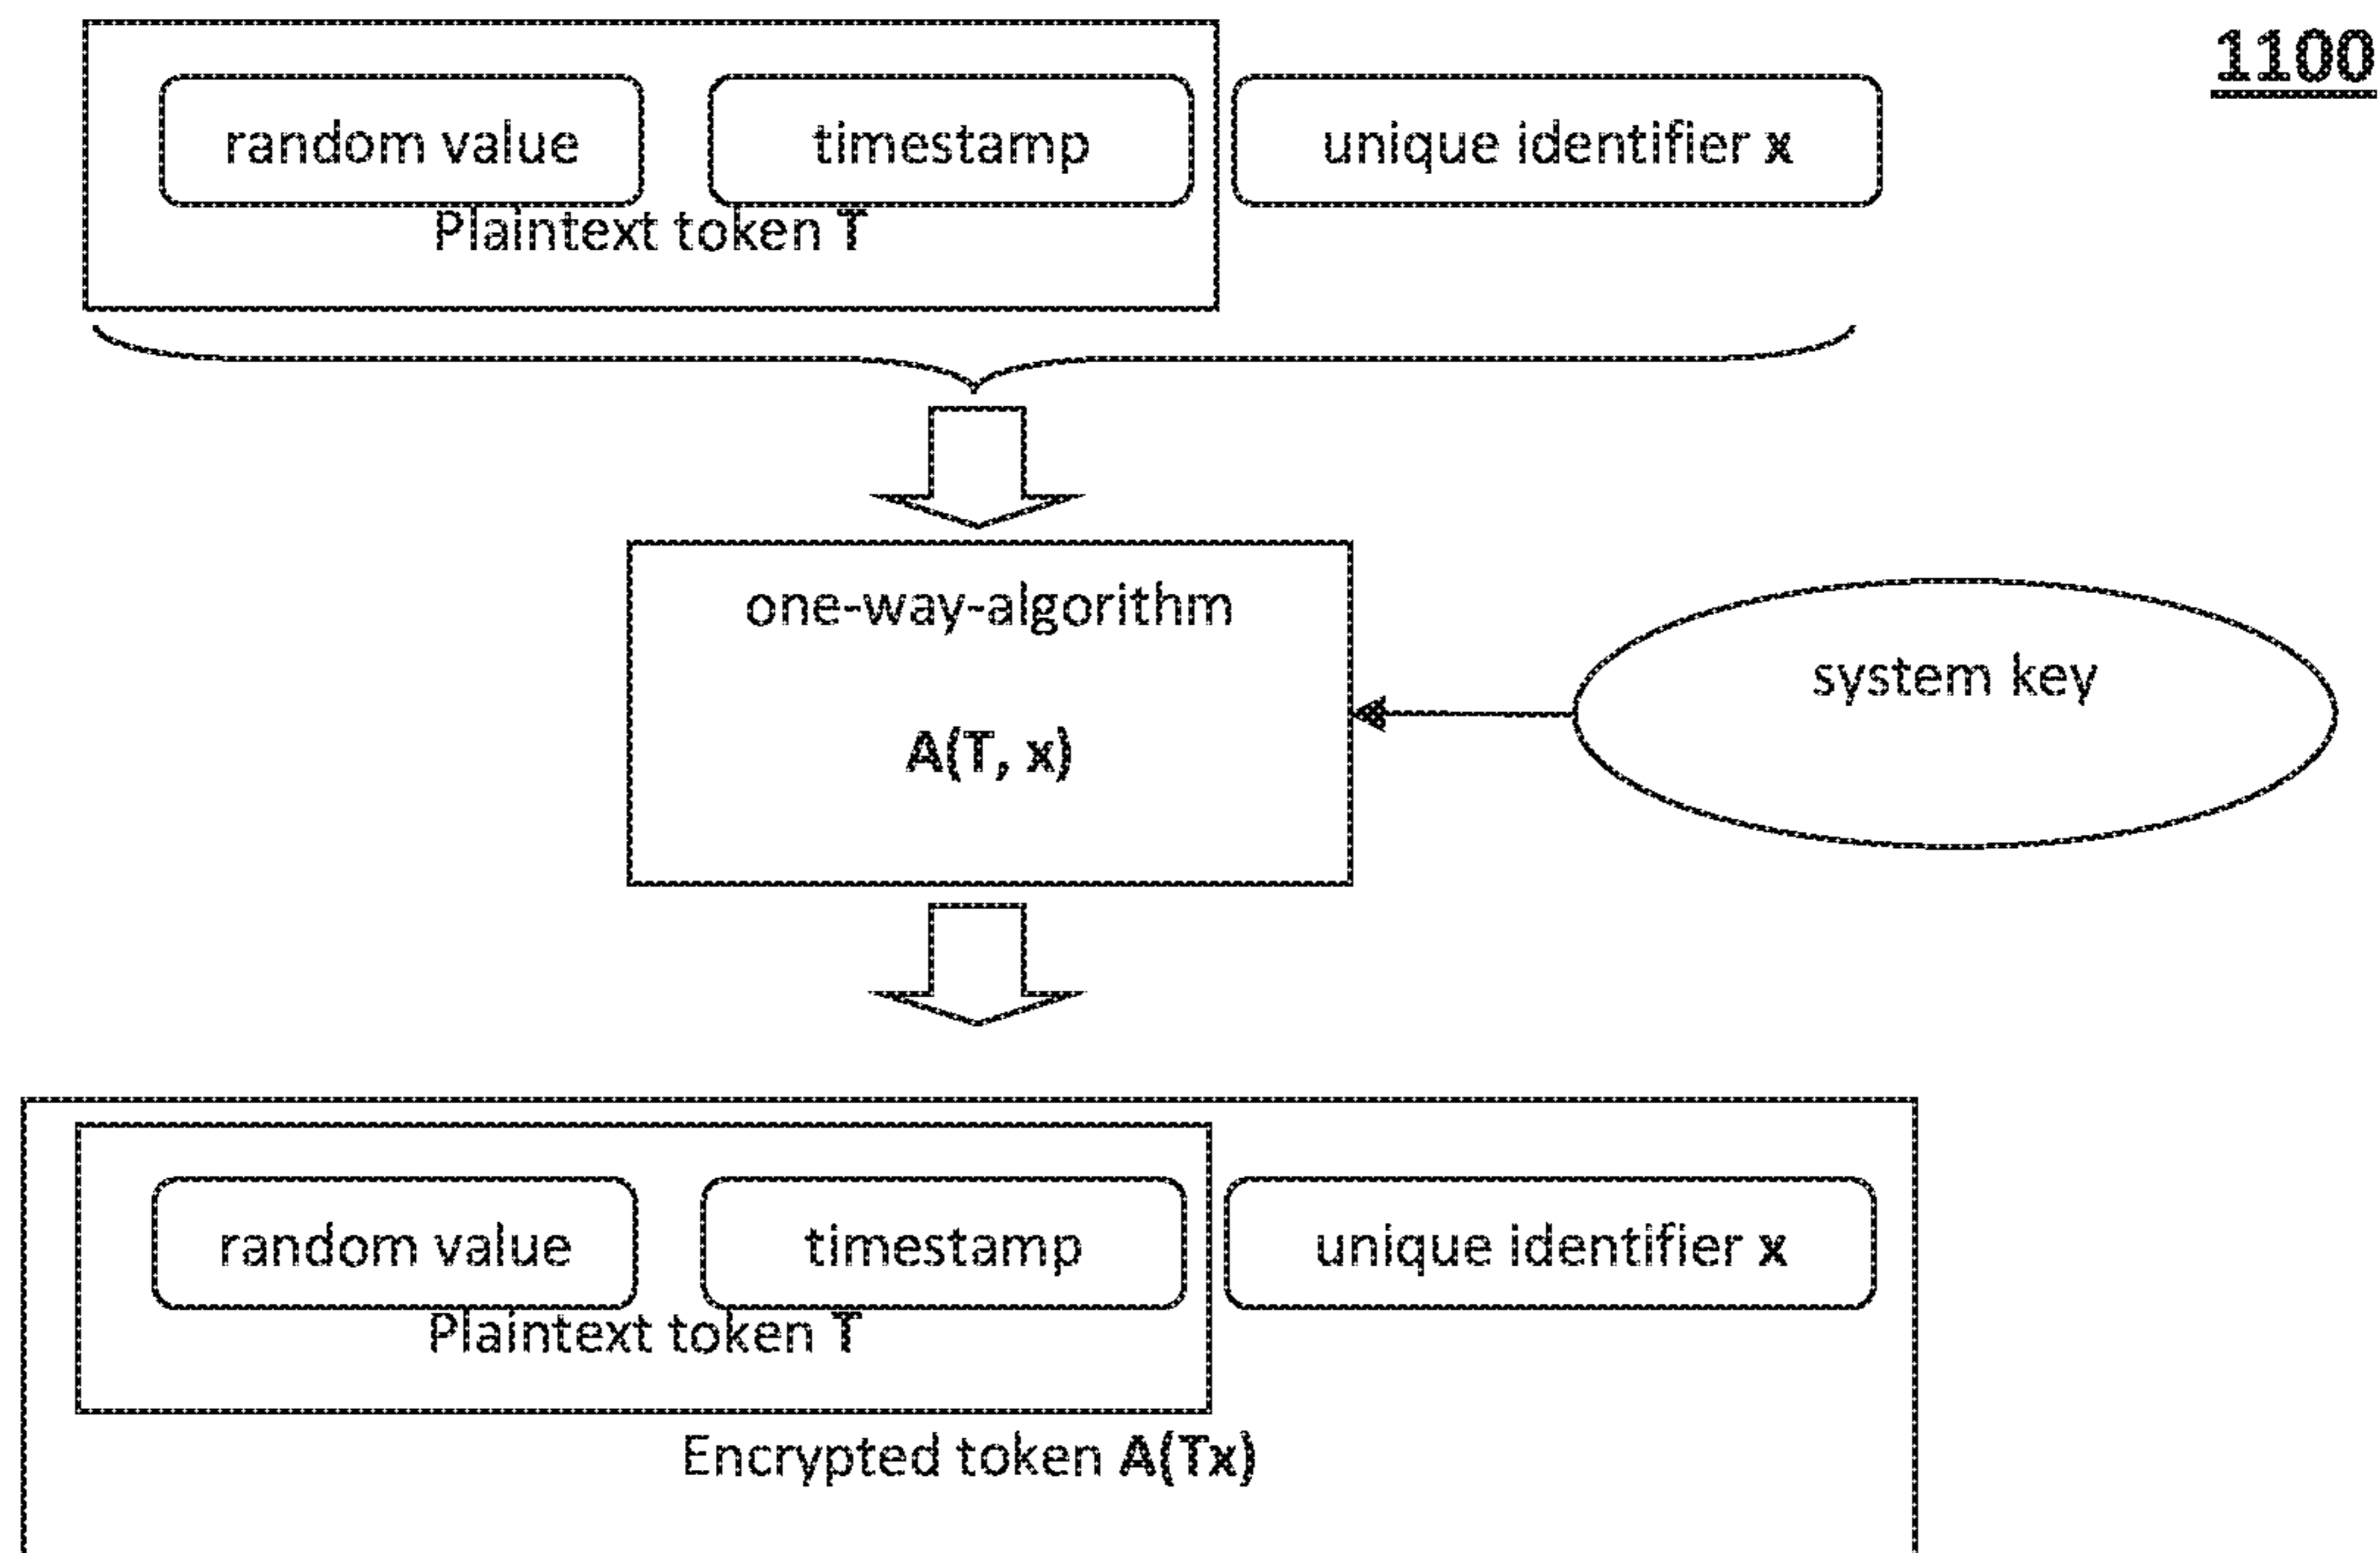 1100
random value
timestamp
unique identifier x
Plaintext token T
one-way-algorithm
A(T, x)
system key
random value
timestamp
unique identifier x
Plaintext token T
Encrypted token A(Tx)